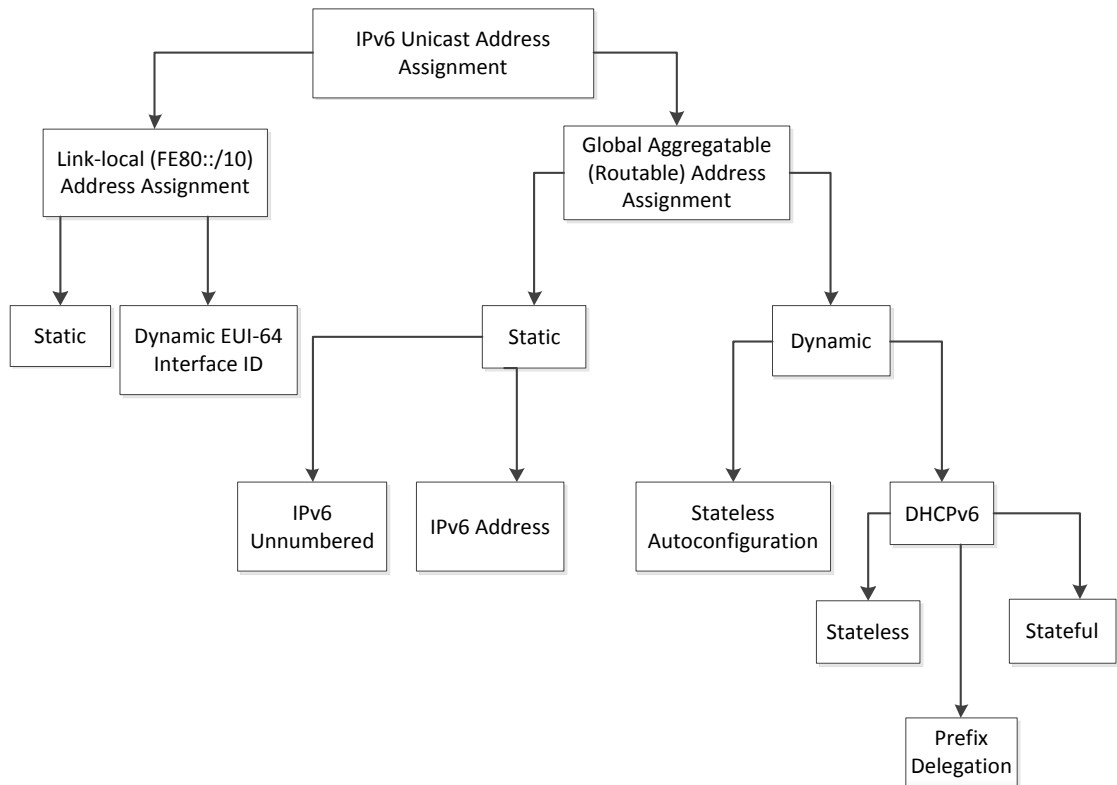 IPv6 Unicast Address
Assignment
Link-local (FE80::/10)
Address Assignment
Global Aggregatable
(Routable) Address
Assignment
Static
Dynamic EUI-64
Interface ID
Static
Dynamic
IPv6
Unnumbered
IPv6 Address
Stateless
Autoconfiguration
DHCPv6
Stateless
Stateful
Prefix
Delegation